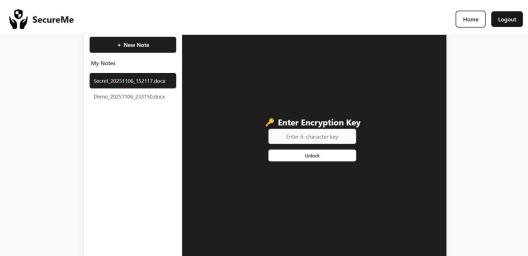 SecureMe
Home
Logout
+ New Note
My Notes
Secret_20251106_152117.docx
Demo_20251106_233150.docx
🔑 Enter Encryption Key
Enter 6-character key
Unlock